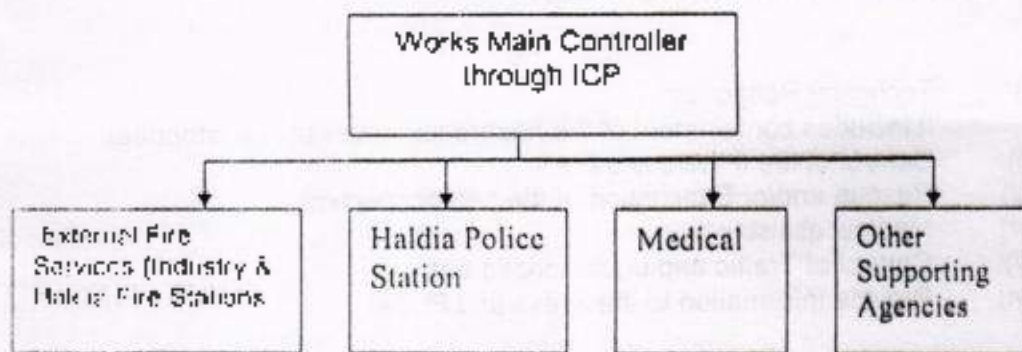 Works Main Controller
through ICP
External Fire
Services (Industry &
Haldia Fire Stations
Haldia Police
Station
Medical
Other
Supporting
Agencies